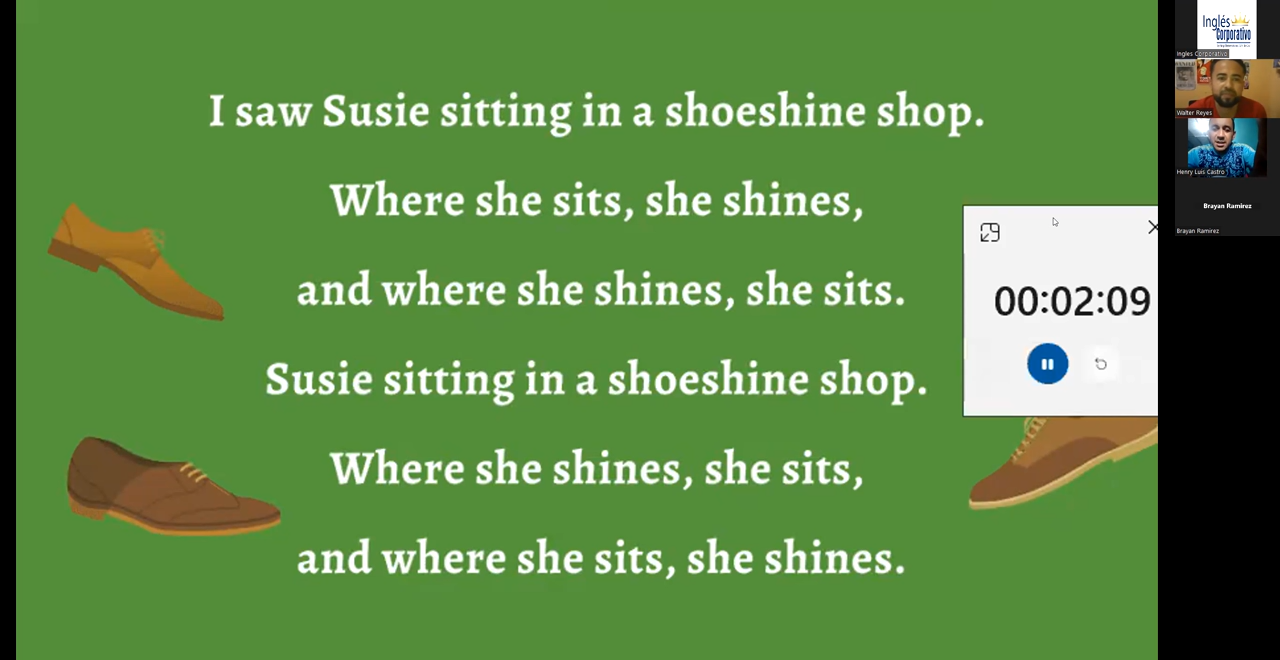 I saw Susie sitting in a shoeshine shop.
Where she sits, she shines,
and where she shines, she sits.
Susie sitting in a shoeshine shop.
Where she shines, she sits,
and where she sits, she shines.
00:02:09
Inglés
Corporativo
Ingles Corporativo
Walter Reyes
Henry Luis Castro
Brayan Ramirez
Brayan Ramirez